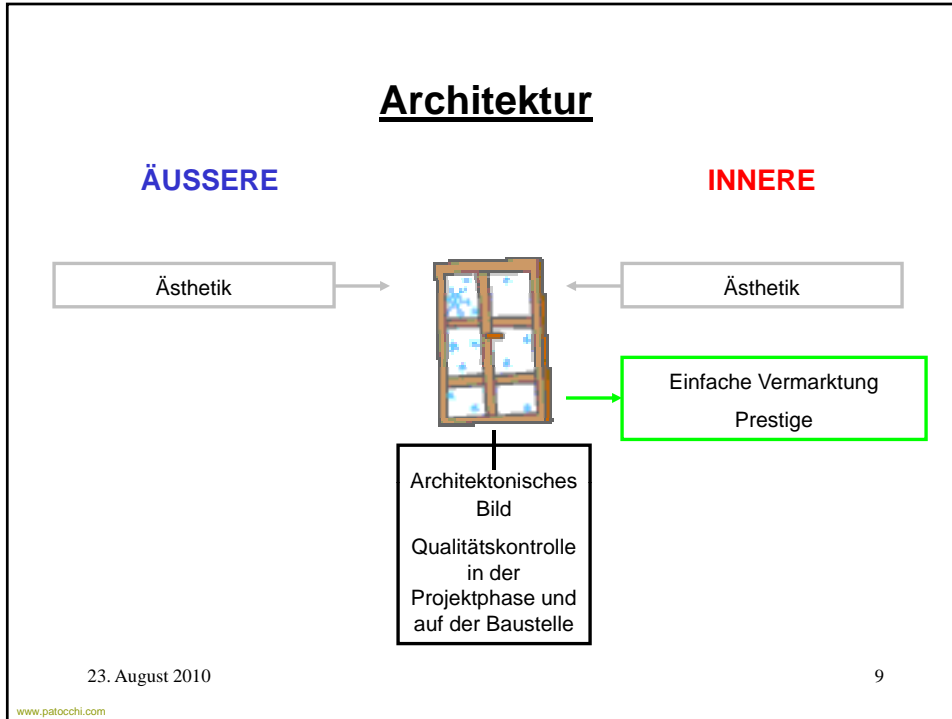 Architektur
ÄUSSERE
INNERE
Ästhetik
Ästhetik
Einfache Vermarktung
Prestige
Architektonisches
Bild
Qualitätskontrolle
in der
Projektphase und
auf der Baustelle
23. August 2010
9
www.patocchi.com